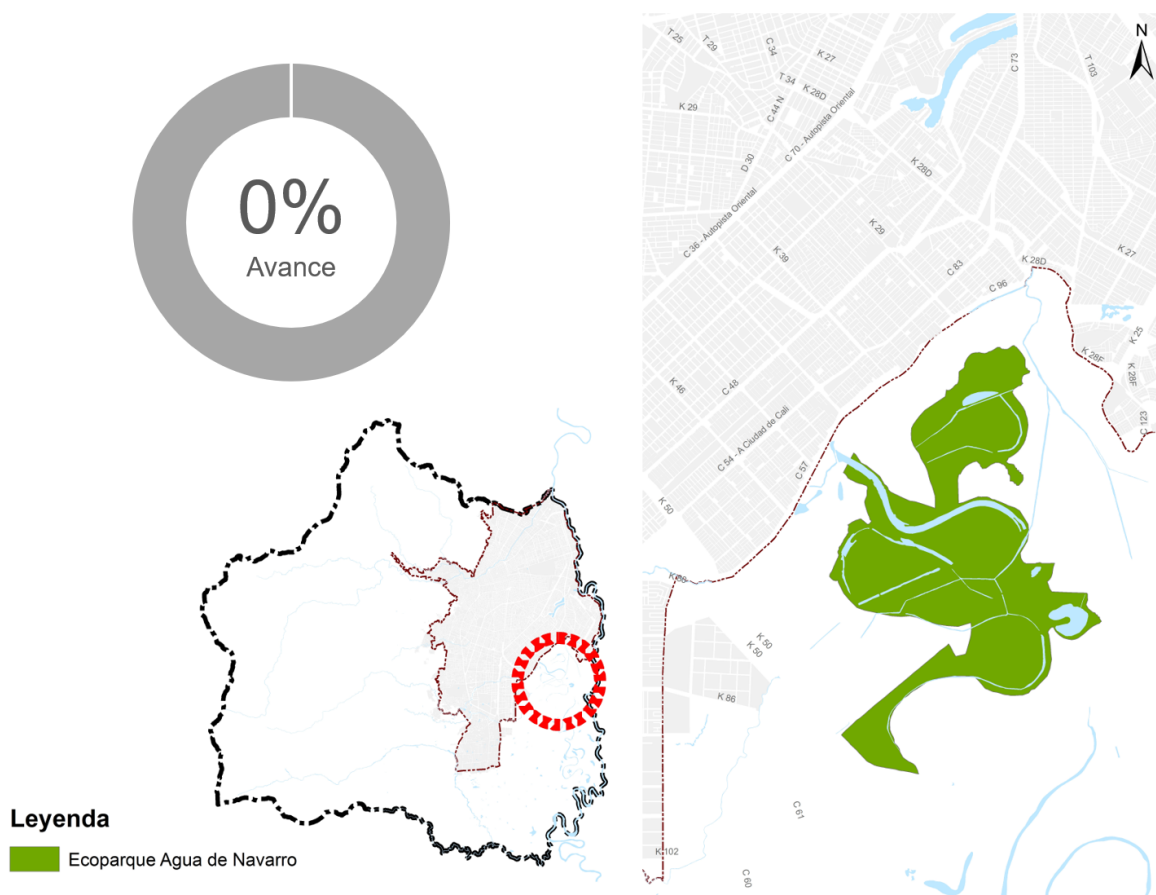 0%
Avance
Leyenda
Ecoparque Agua de Navarro
N
T 25
T 29
C 34
K 27
C 73
T 103
T 34
K 28D
K 29
C 44 N
C 70 - Autopista Oriental
D 30
K 28D
C 36 - Autopista Oriental
K 29
K 39
C 83
K 28D
K 27
C 96
K 25
K 28F
K 28F
K 46
C 48
C 123
C 54 - A Ciudad de Cali
C 57
K 50
K 50
K 50
K 86
C 61
K 102
C 60